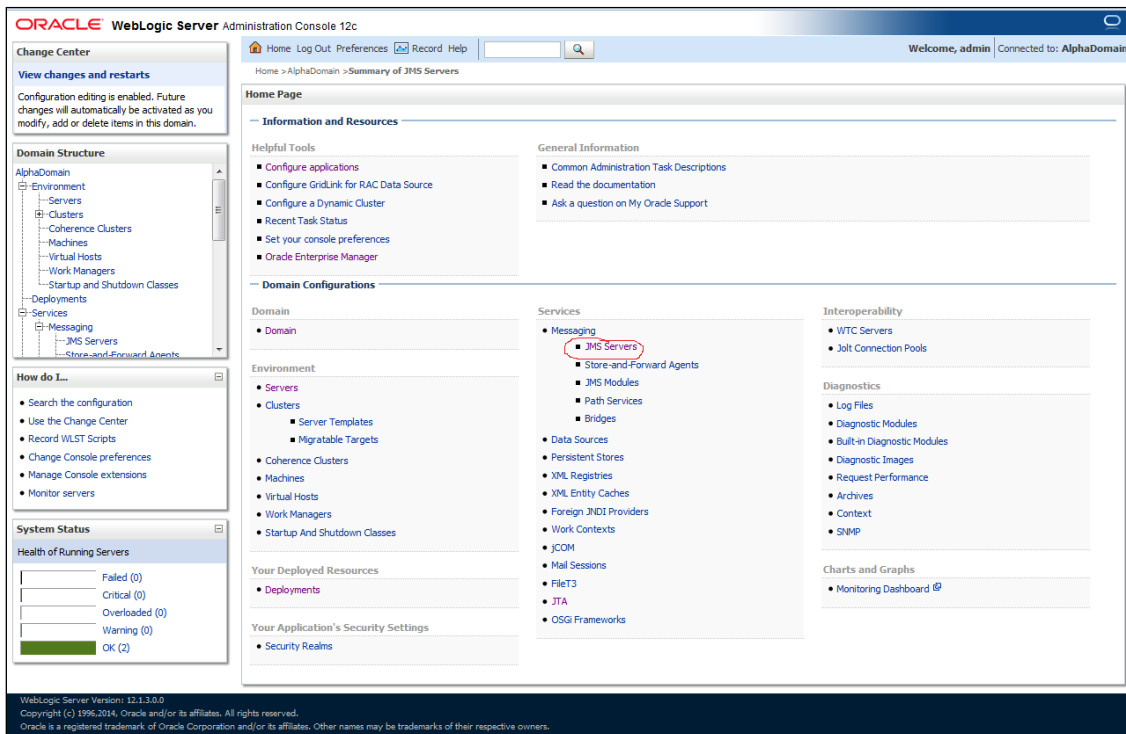 ORACLE WebLogic Server Administration Console 12c
Change Center
View changes and restarts
Configuration editing is enabled. Future
changes will automatically be activated as you
modify, add or delete items in this domain.
Domain Structure
AlphaDomain
Environment
Servers
Clusters
Coherence Clusters
Machines
Virtual Hosts
Work Managers
Startup and Shutdown Classes
Deployments
Services
Messaging
JMS Servers
Store-and-Forward Agents
How do I...
Search the configuration
Use the Change Center
Record WLST Scripts
Change Console preferences
Manage Console extensions
Monitor servers
System Status
Health of Running Servers
Failed (0)
Critical (0)
Overloaded (0)
Warning (0)
OK (2)
Home Log Out Preferences Record Help
Welcome, admin Connected to: AlphaDomain
Home >AlphaDomain >Summary of JMS Servers
Home Page
Information and Resources
Helpful Tools
Configure applications
Configure GridLink for RAC Data Source
Configure a Dynamic Cluster
Recent Task Status
Set your console preferences
Oracle Enterprise Manager
General Information
Common Administration Task Descriptions
Read the documentation
Ask a question on My Oracle Support
Domain Configurations
Domain
Domain
Environment
Servers
Clusters
Server Templates
Migratable Targets
Coherence Clusters
Machines
Virtual Hosts
Work Managers
Startup And Shutdown Classes
Your Deployed Resources
Deployments
Your Application's Security Settings
Security Realms
Services
Messaging
JMS Servers
Store-and-Forward Agents
JMS Modules
Path Services
Bridges
Data Sources
Persistent Stores
XML Registries
XML Entity Caches
Foreign JNDI Providers
Work Contexts
jCOM
Mail Sessions
FileT3
JTA
OSGi Frameworks
Interoperability
WTC Servers
Jolt Connection Pools
Diagnostics
Log Files
Diagnostic Modules
Built-in Diagnostic Modules
Diagnostic Images
Request Performance
Archives
Context
SNMP
Charts and Graphs
Monitoring Dashboard
WebLogic Server Version: 12.1.3.0.0
Copyright (c) 1996,2014, Oracle and/or its affiliates. All rights reserved.
Oracle is a registered trademark of Oracle Corporation and/or its affiliates. Other names may be trademarks of their respective owners.